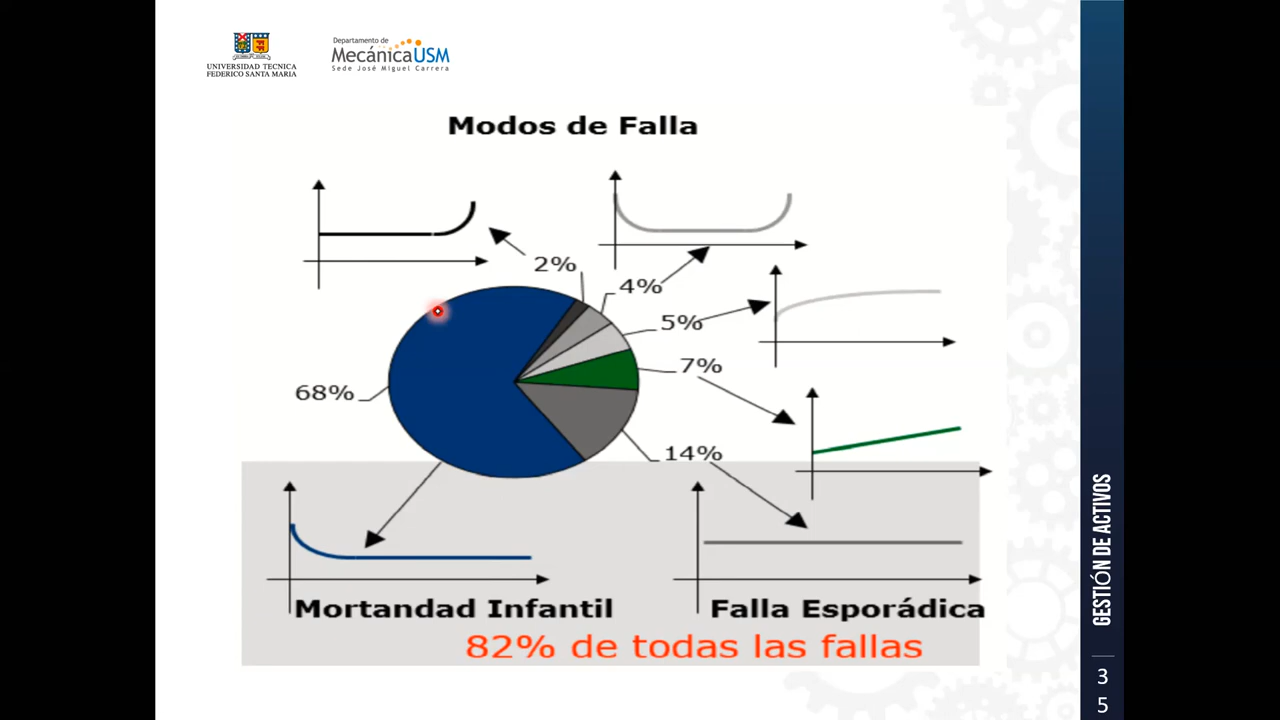 UNIVERSIDAD TECNICA
FEDERICO SANTA MARIA
Departamento de
MecánicaUSM
Sede José Miguel Carrera
Modos de Falla
2%
4%
5%
7%
68%
14%
Mortandad Infantil
Falla Esporádica
82% de todas las fallas
GESTIÓN DE ACTIVOS
3
5